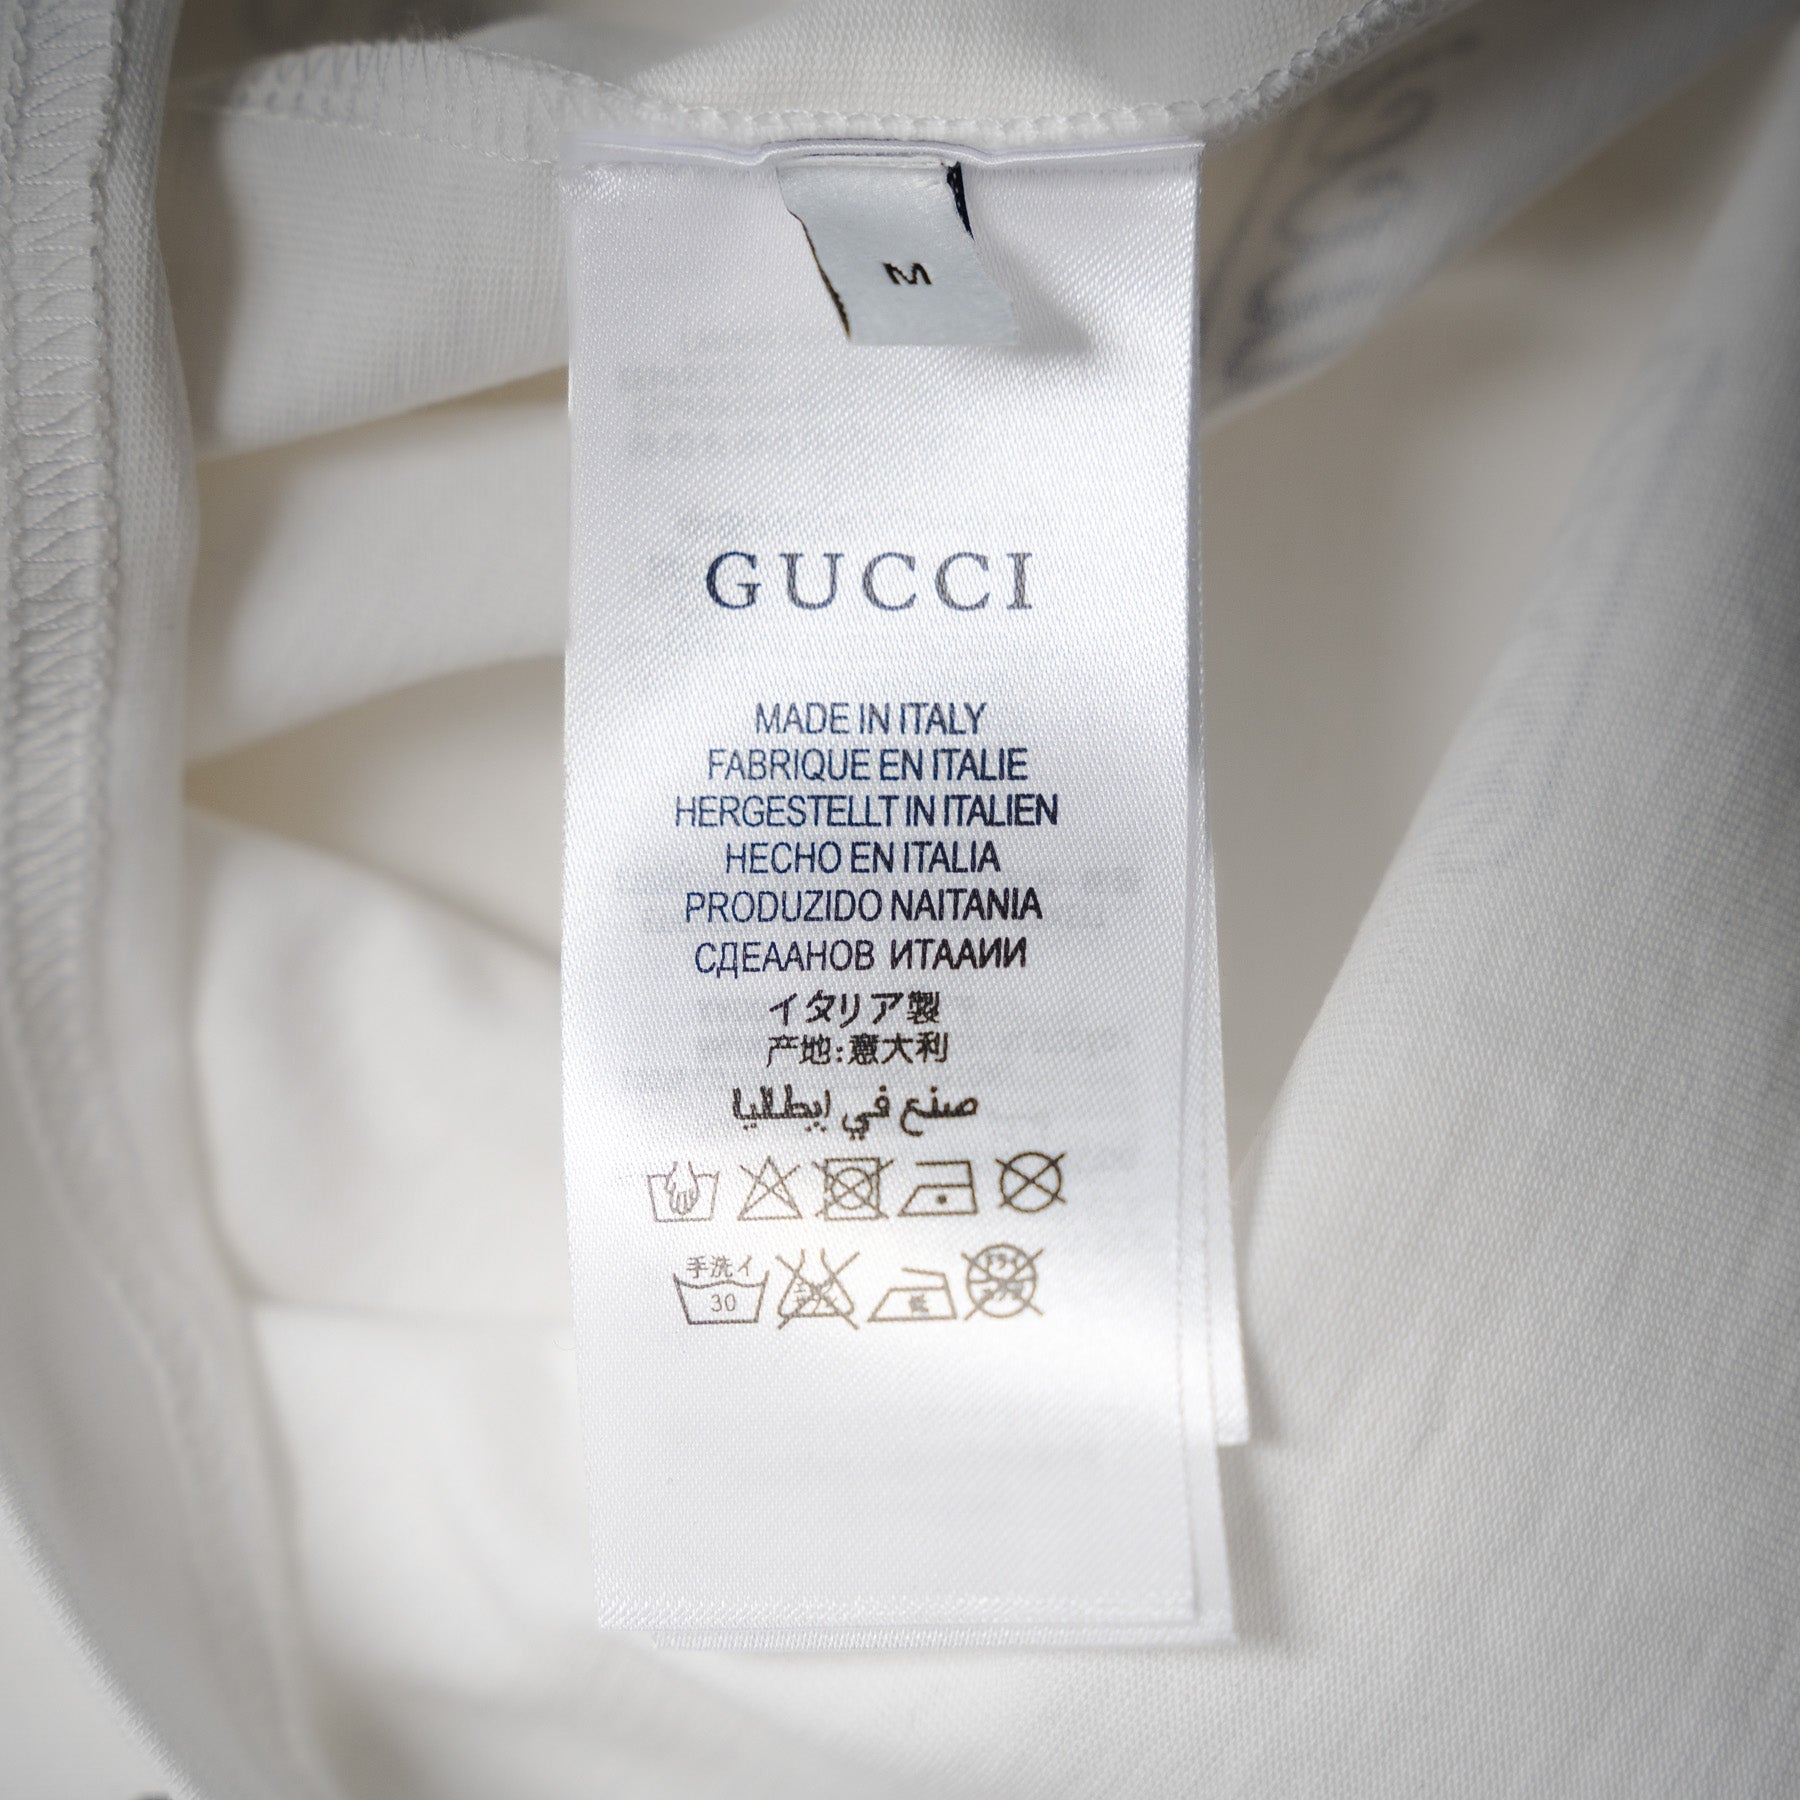 M
GUCCI
MADE IN ITALY
FABRIQUE EN ITALIE
HERGESTELLT IN ITALIEN
HECHO EN ITALIA
PRODUZIDO NAITANIA
СДЕААНОВ ИТААИИ
イタリア製
产地:意大利
صنع في إيطاليا
手洗イ
30